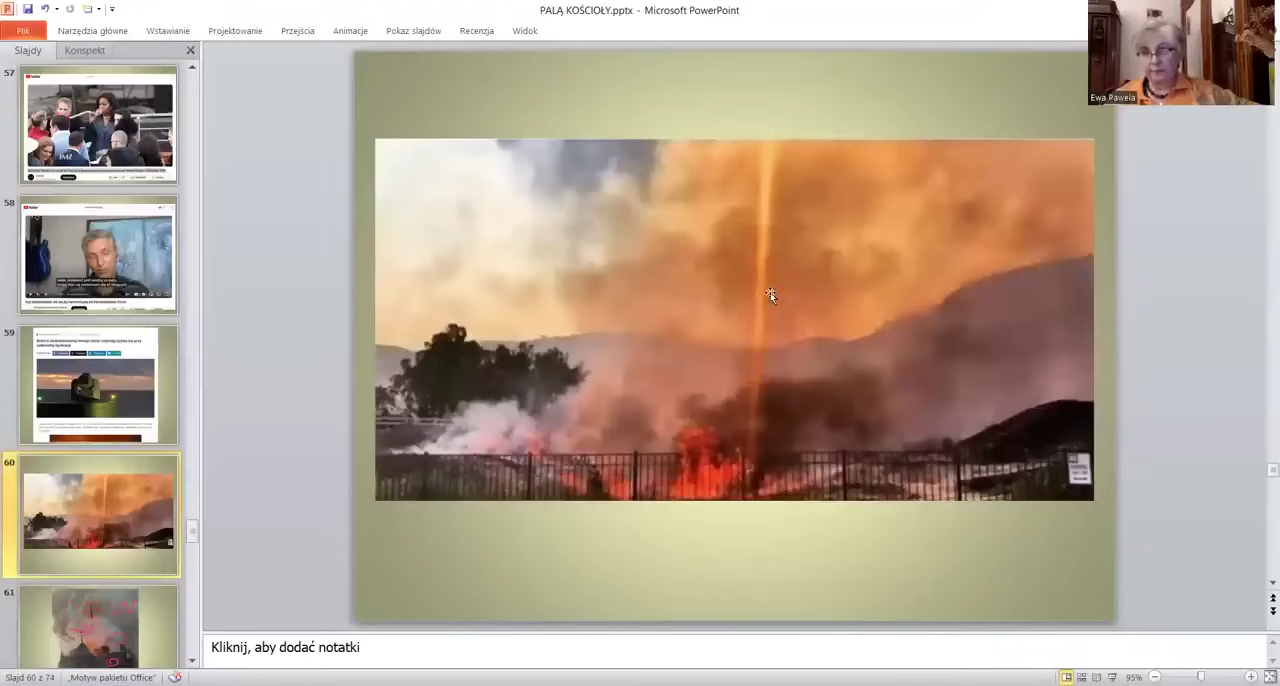 PALĄ KOŚCIOŁY.pptx - Microsoft PowerPoint
Plik Narzędzia główne Wstawianie Projektowanie Przejścia Animacje Pokaz slajdów Recenzja Widok
Slajdy Konspekt
Ewa Pawela
57
58
59
60
61
Kliknij, aby dodać notatki
Slajd 60 z 74 „Motyw pakietu Office” 95%